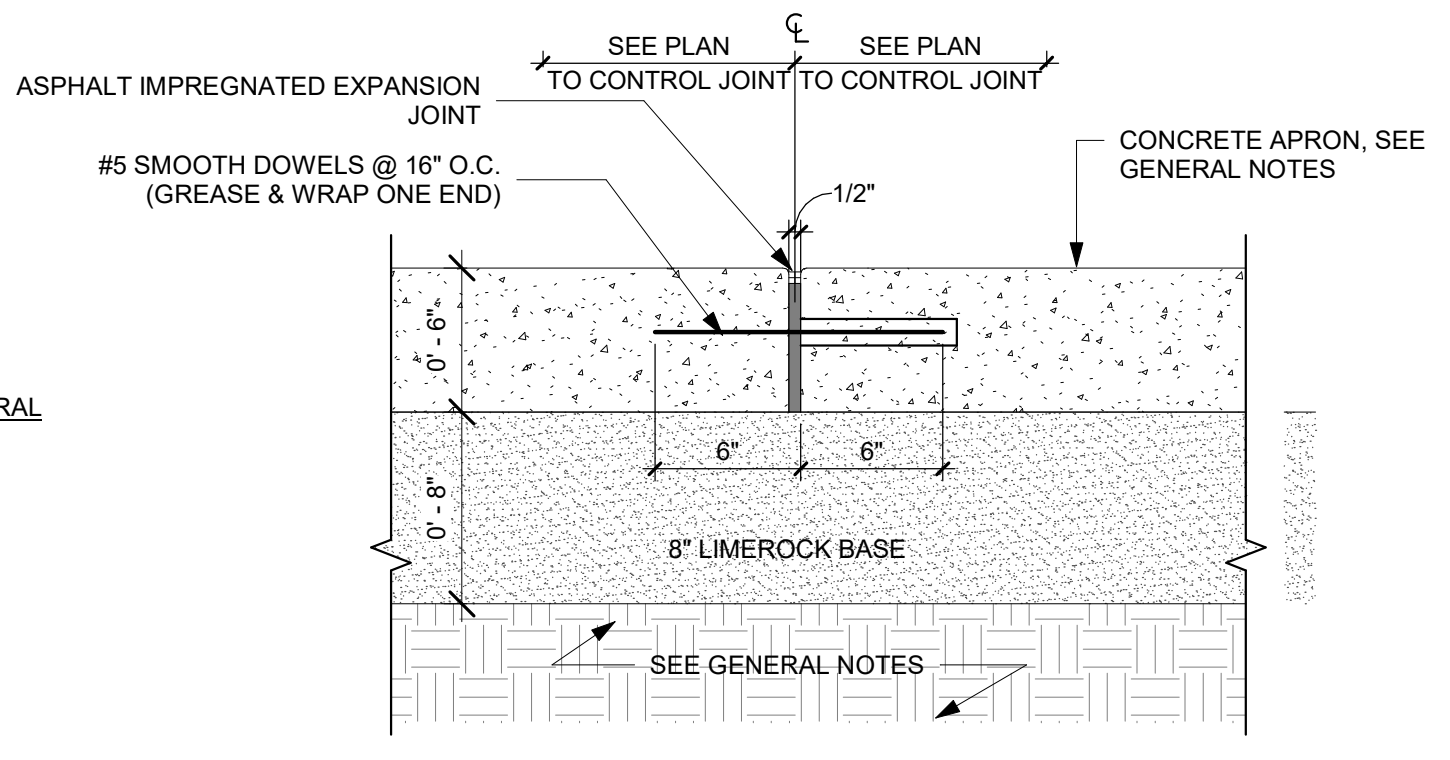 ℄
SEE PLAN
TO CONTROL JOINT
SEE PLAN
TO CONTROL JOINT
ASPHALT IMPREGNATED EXPANSION
JOINT
#5 SMOOTH DOWELS @ 16" O.C.
(GREASE & WRAP ONE END)
CONCRETE APRON, SEE
GENERAL NOTES
1/2"
0' - 6"
RAL
6"
6"
0' - 8"
8" LIMEROCK BASE
SEE GENERAL NOTES